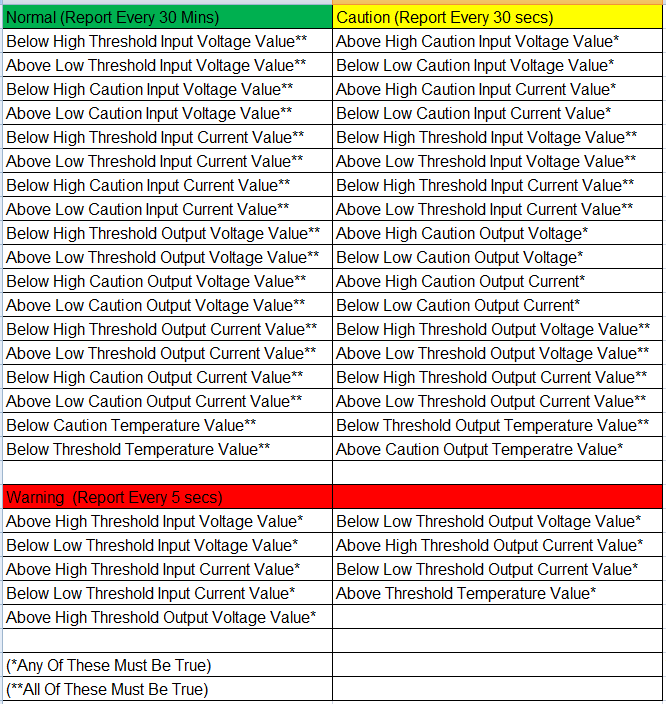 Normal (Report Every 30 Mins)
Caution (Report Every 30 secs)
Below High Threshold Input Voltage Value**
Above High Caution Input Voltage Value*
Above Low Threshold Input Voltage Value**
Below Low Caution Input Voltage Value*
Below High Caution Input Voltage Value**
Above High Caution Input Current Value*
Above Low Caution Input Voltage Value**
Below Low Caution Input Current Value*
Below High Threshold Input Current Value**
Below High Threshold Input Voltage Value**
Above Low Threshold Input Current Value**
Above Low Threshold Input Voltage Value**
Below High Caution Input Current Value**
Below High Threshold Input Current Value**
Above Low Caution Input Current Value**
Above Low Threshold Input Current Value**
Below High Threshold Output Voltage Value**
Above High Caution Output Voltage*
Above Low Threshold Output Voltage Value**
Below Low Caution Output Voltage*
Below High Caution Output Voltage Value**
Above High Caution Output Current*
Above Low Caution Output Voltage Value**
Below Low Caution Output Current*
Below High Threshold Output Current Value**
Below High Threshold Output Voltage Value**
Above Low Threshold Output Current Value**
Above Low Threshold Output Voltage Value**
Below High Caution Output Current Value**
Below High Threshold Output Current Value**
Above Low Caution Output Current Value**
Above Low Threshold Output Current Value**
Below Caution Temperature Value**
Below Threshold Output Temperature Value**
Below Threshold Temperature Value**
Above Caution Output Temperatre Value*
Warning  (Report Every 5 secs)
Above High Threshold Input Voltage Value*
Below Low Threshold Output Voltage Value*
Below Low Threshold Input Voltage Value*
Above High Threshold Output Current Value*
Above High Threshold Input Current Value*
Below Low Threshold Output Current Value*
Below Low Threshold Input Current Value*
Above Threshold Temperature Value*
Above High Threshold Output Voltage Value*
(*Any Of These Must Be True)
(**All Of These Must Be True)